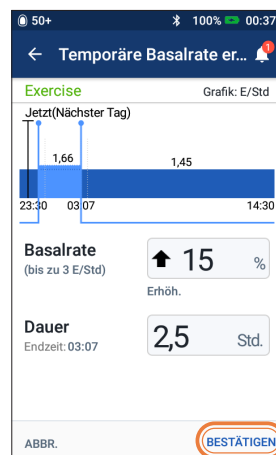 50+ 100% 00:37
Temporäre Basalrate er...
Exercise Grafik: E/Std
Jetzt(Nächster Tag)
1,66 1,45
23:30 03:07 14:30
Basalrate 15 %
(bis zu 3 E/Std)
Erhöh.
Dauer 2,5 Std.
Endzeit: 03:07
ABBR. BESTÄTIGEN